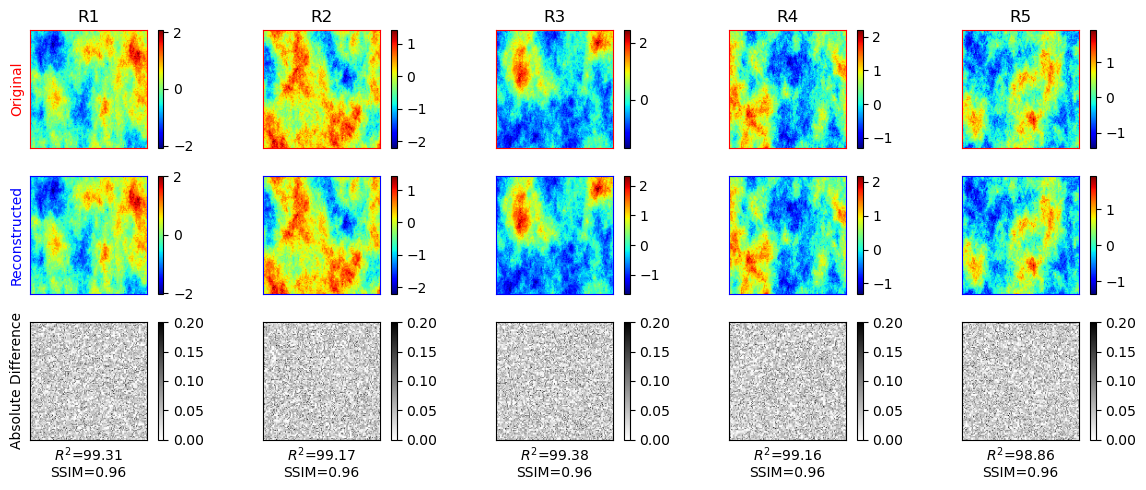 R1 R2 R3 R4 R5
Original
2 0 −2
1 0 −1 −2
2 0
2 1 0 −1
1 0 −1
Reconstructed
2 1 0 −1 −2
1 0 −1 −2
2 1 0 −1
2 1 0 −1
1 0 −1
Absolute Difference
0.20 0.15 0.10 0.05 0.00
0.20 0.15 0.10 0.05 0.00
0.20 0.15 0.10 0.05 0.00
0.20 0.15 0.10 0.05 0.00
0.20 0.15 0.10 0.05 0.00
R²=99.31 R²=99.17 R²=99.38 R²=99.16 R²=98.86
SSIM=0.96 SSIM=0.96 SSIM=0.96 SSIM=0.96 SSIM=0.96